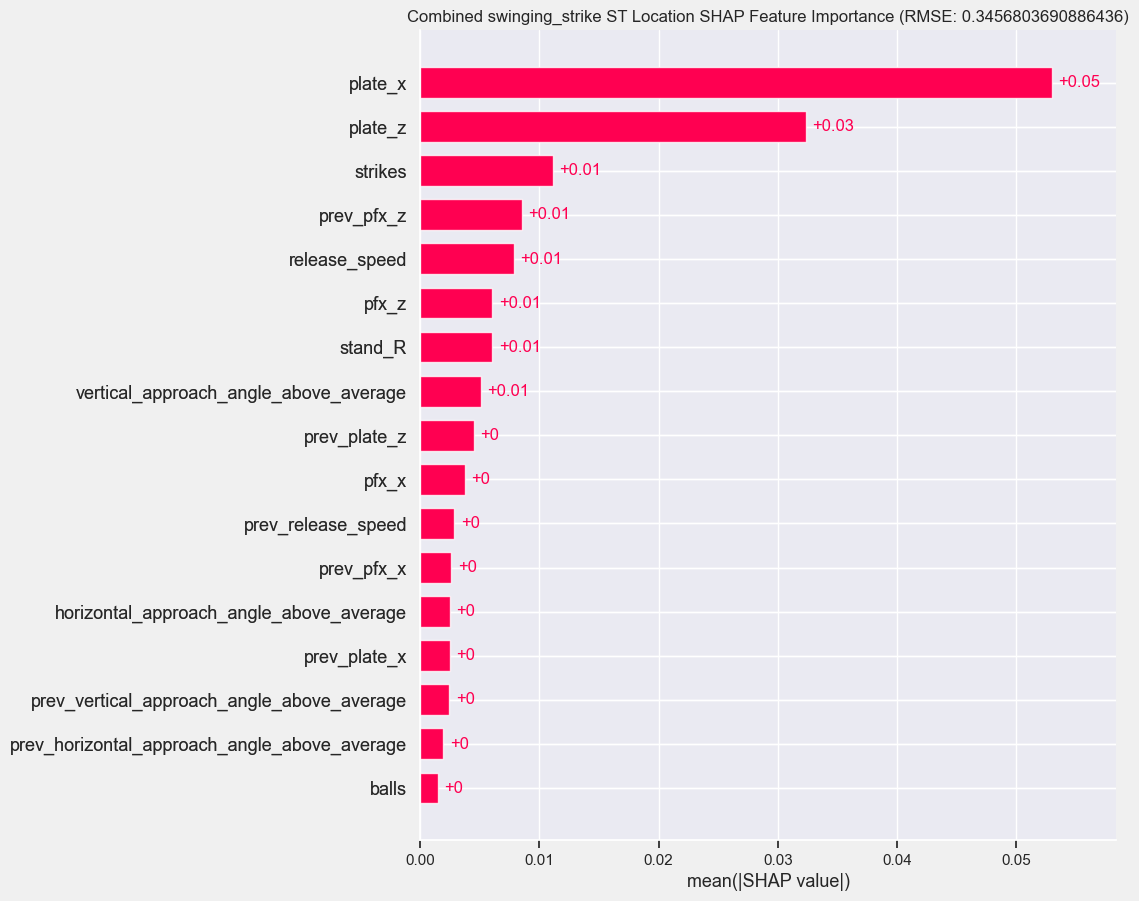 Combined swinging_strike ST Location SHAP Feature Importance (RMSE: 0.3456803690886436)
plate_x +0.05
plate_z +0.03
strikes +0.01
prev_pfx_z +0.01
release_speed +0.01
pfx_z +0.01
stand_R +0.01
vertical_approach_angle_above_average +0.01
prev_plate_z +0
pfx_x +0
prev_release_speed +0
prev_pfx_x +0
horizontal_approach_angle_above_average +0
prev_plate_x +0
prev_vertical_approach_angle_above_average +0
prev_horizontal_approach_angle_above_average +0
balls +0
0.00 0.01 0.02 0.03 0.04 0.05
mean(|SHAP value|)